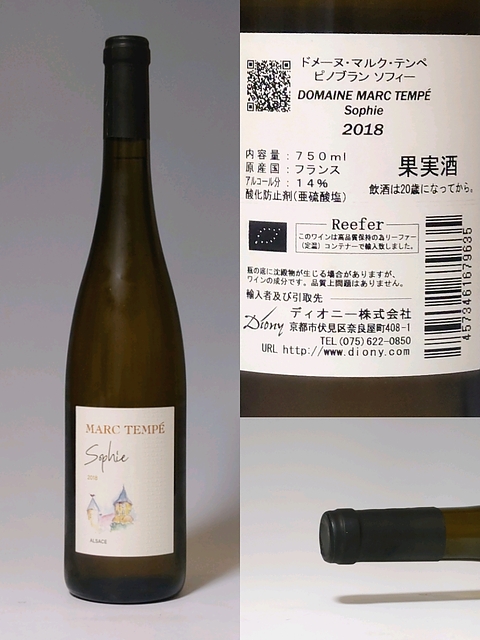 MARC TEMPÉ
Sophie
2018
ALSACE
ドメーヌ・マルク・テンペ
ピノブラン ソフィー
DOMAINE MARC TEMPÉ
Sophie
2018
内容量：750ml
原産国：フランス
アルコール分：14%
酸化防止剤(亜硫酸塩)
果実酒
飲酒は20歳になってから。
Reefer
このワインは高品質保持の為リーファー
(定温)コンテナーで輸入致しました。
瓶の底に沈殿物が生じる場合がありますが、
ワインの成分です。品質上問題はありません。
輸入者及び引取先
Diony ディオニー株式会社
京都市伏見区奈良屋町408-1
TEL(075)622-0850
URL http://www.diony.com
4573461679635